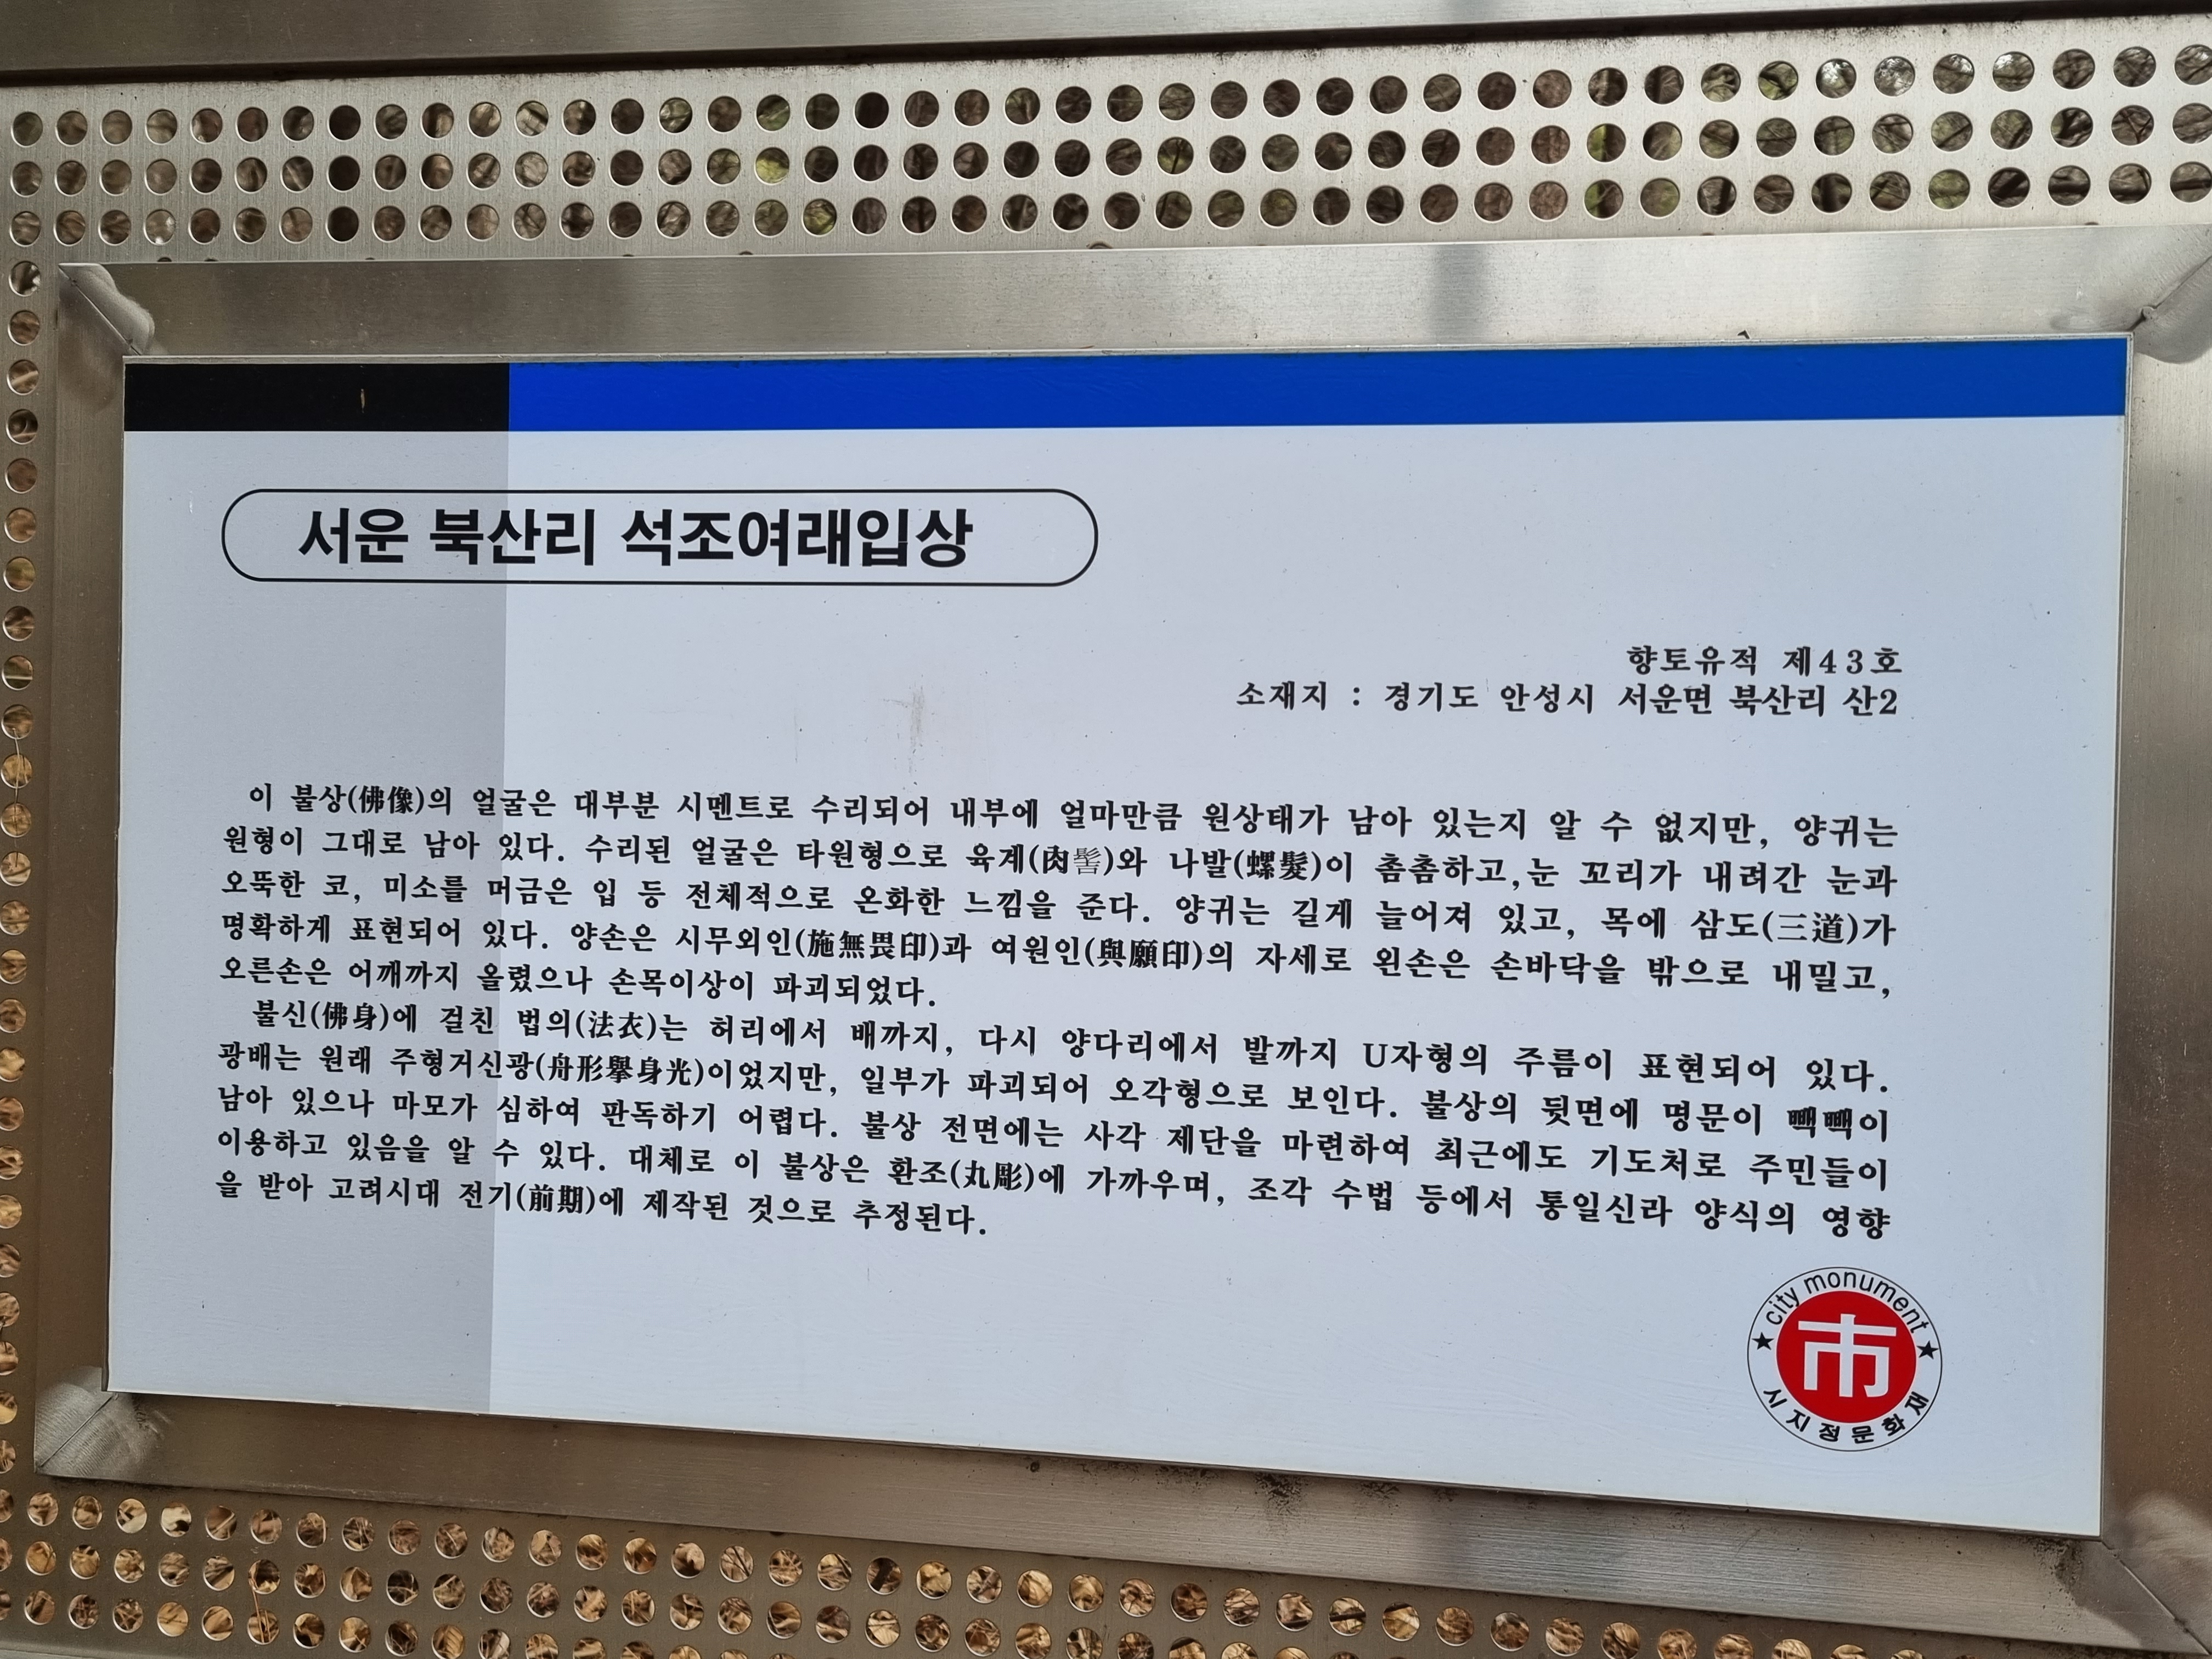 서운 북산리 석조여래입상
향토유적 제43호
소재지 : 경기도 안성시 서운면 북산리 산2
이 불상(佛像)의 얼굴은 대부분 시멘트로 수리되어 내부에 얼마만큼 원상태가 남아 있는지 알 수 없지만, 양귀는
원형이 그대로 남아 있다. 수리된 얼굴은 타원형으로 육계(肉髻)와 나발(螺髮)이 촘촘하고,눈 꼬리가 내려간 눈과
오뚝한 코, 미소를 머금은 입 등 전체적으로 온화한 느낌을 준다. 양귀는 길게 늘어져 있고, 목에 삼도(三道)가
명확하게 표현되어 있다. 양손은 시무외인(施無畏印)과 여원인(與願印)의 자세로 왼손은 손바닥을 밖으로 내밀고,
오른손은 어깨까지 올렸으나 손목이상이 파괴되었다.
불신(佛身)에 걸친 법의(法衣)는 허리에서 배까지, 다시 양다리에서 발까지 U자형의 주름이 표현되어 있다.
광배는 원래 주형거신광(舟形擧身光)이었지만, 일부가 파괴되어 오각형으로 보인다. 불상의 뒷면에 명문이 빽빽이
남아 있으나 마모가 심하여 판독하기 어렵다. 불상 전면에는 사각 제단을 마련하여 최근에도 기도처로 주민들이
이용하고 있음을 알 수 있다. 대체로 이 불상은 환조(丸彫)에 가까우며, 조각 수법 등에서 통일신라 양식의 영향
을 받아 고려시대 전기(前期)에 제작된 것으로 추정된다.
★ city monument ★
市
시지정문화재